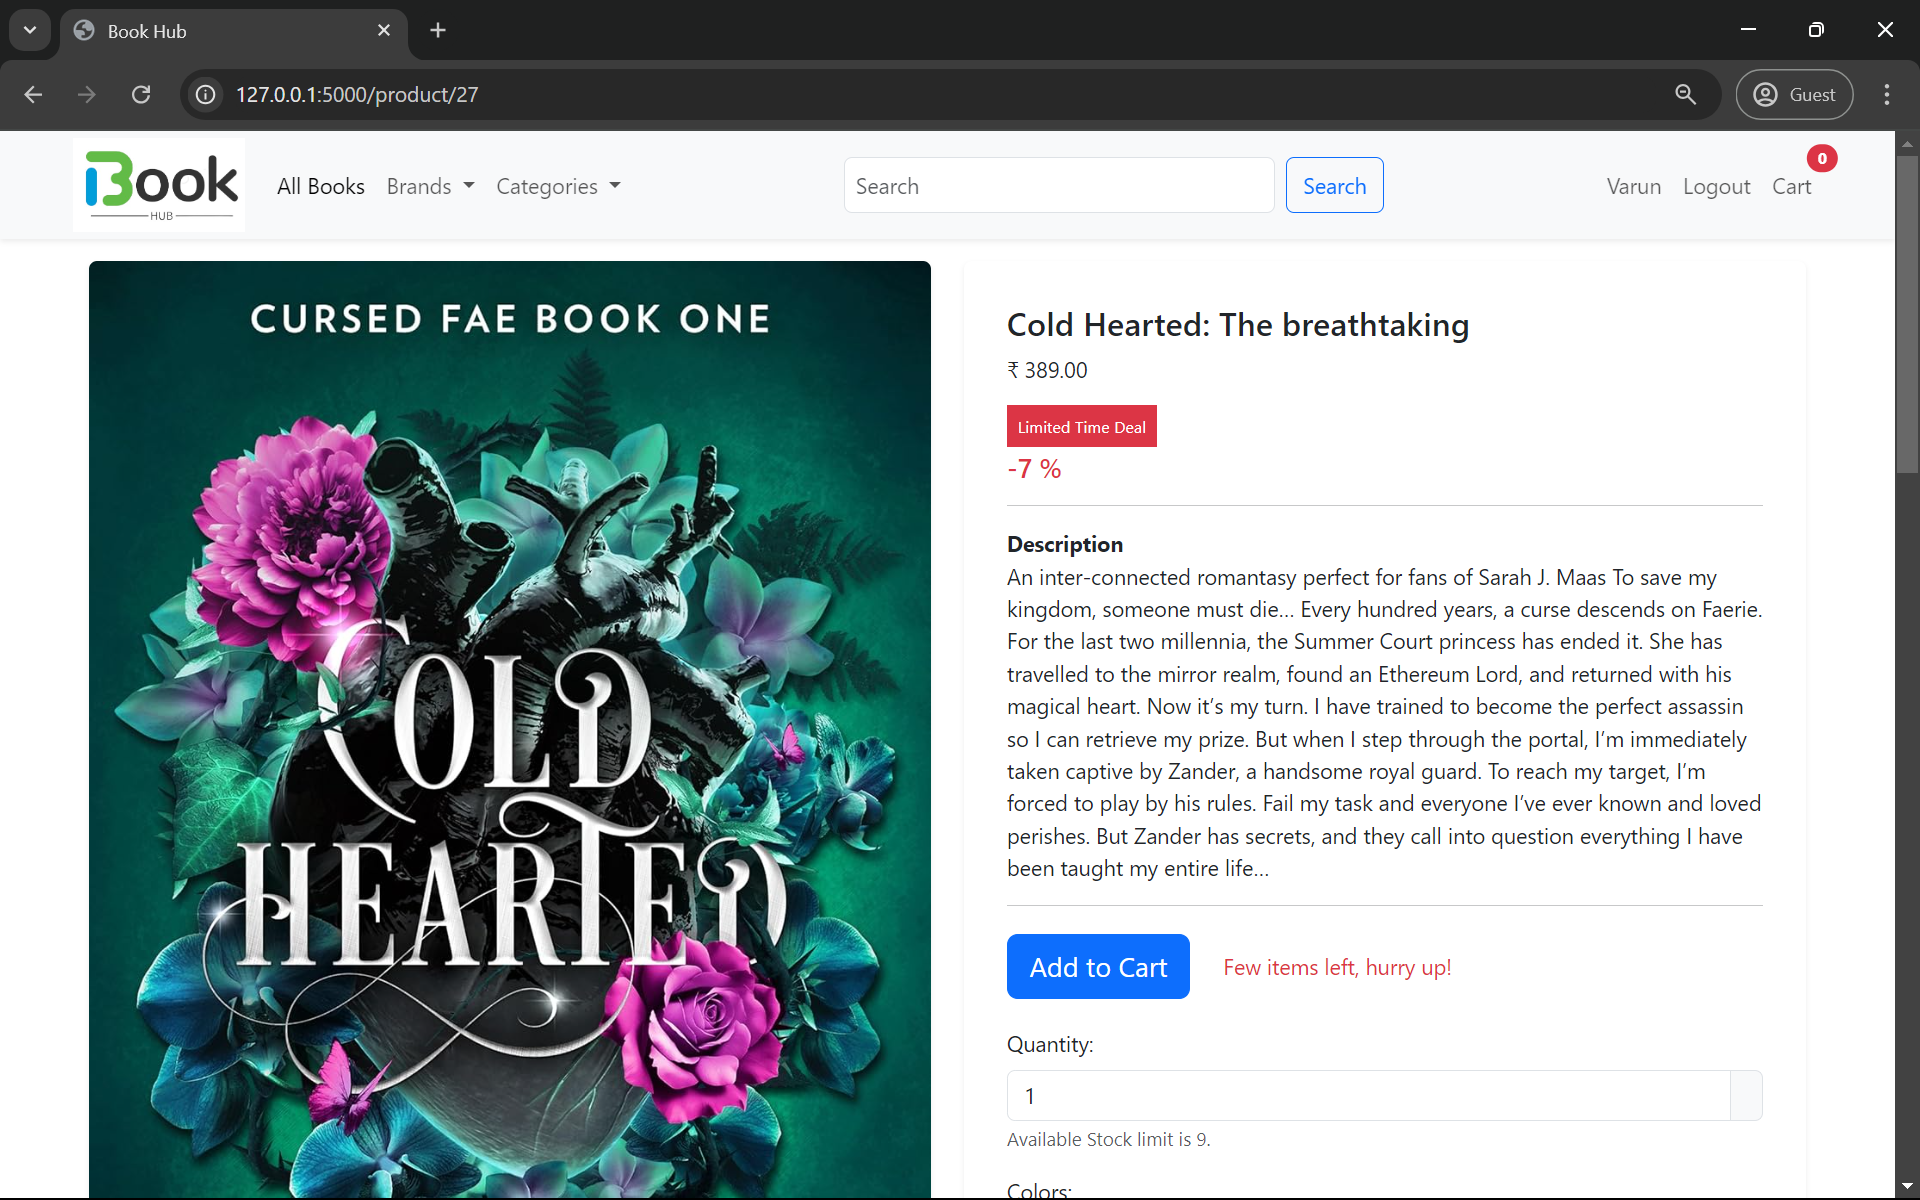 Book Hub
127.0.0.1:5000/product/27
Guest
Book
HUB
All Books
Brands
Categories
Search
Search
Varun
Logout
Cart
0
CURSED FAE BOOK ONE
COLD
HEARTED
Cold Hearted: The breathtaking
₹ 389.00
Limited Time Deal
-7 %
Description
An inter-connected romantasy perfect for fans of Sarah J. Maas To save my
kingdom, someone must die... Every hundred years, a curse descends on Faerie.
For the last two millennia, the Summer Court princess has ended it. She has
travelled to the mirror realm, found an Ethereum Lord, and returned with his
magical heart. Now it's my turn. I have trained to become the perfect assassin
so I can retrieve my prize. But when I step through the portal, I'm immediately
taken captive by Zander, a handsome royal guard. To reach my target, I'm
forced to play by his rules. Fail my task and everyone I've ever known and loved
perishes. But Zander has secrets, and they call into question everything I have
been taught my entire life...
Add to Cart
Few items left, hurry up!
Quantity:
1
Available Stock limit is 9.
Colors: